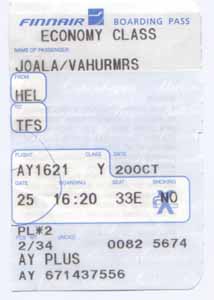 FINNAIR BOARDING PASS
ECONOMY CLASS
NAME OF PASSENGER
JOALA/VAHURMRS
FROM
HEL
TO
TFS
FLIGHT CLASS DATE
AY1621 Y 20OCT
GATE BOARDING SEAT SMOKING
25 16:20 33E NO
PL*2
PCS
2/34 0082 5674
AY PLUS
AY 671437556